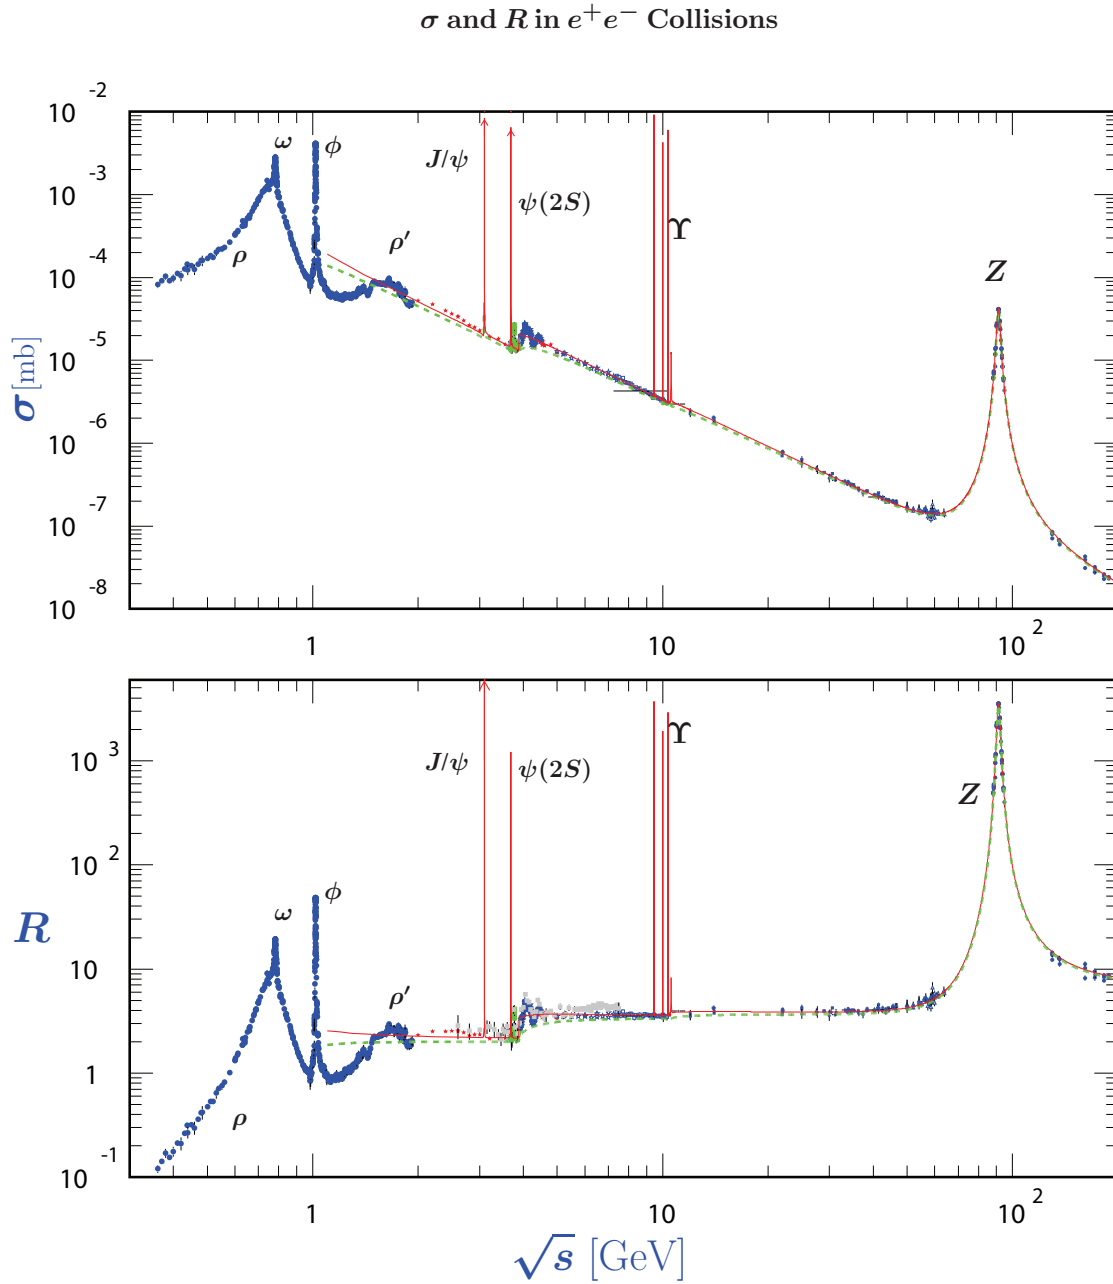 σ and R in e⁺e⁻ Collisions
10⁻²
ω
ϕ
J/ψ
10⁻³
ψ(2S)
ρ
ρ′
Υ
10⁻⁴
Z
10⁻⁵
σ [mb]
10⁻⁶
10⁻⁷
10⁻⁸
1
10
10²
Υ
J/ψ
ψ(2S)
10³
Z
10²
ϕ
ω
R
10
ρ′
1
ρ
10⁻¹
1
10
10²
√s [GeV]